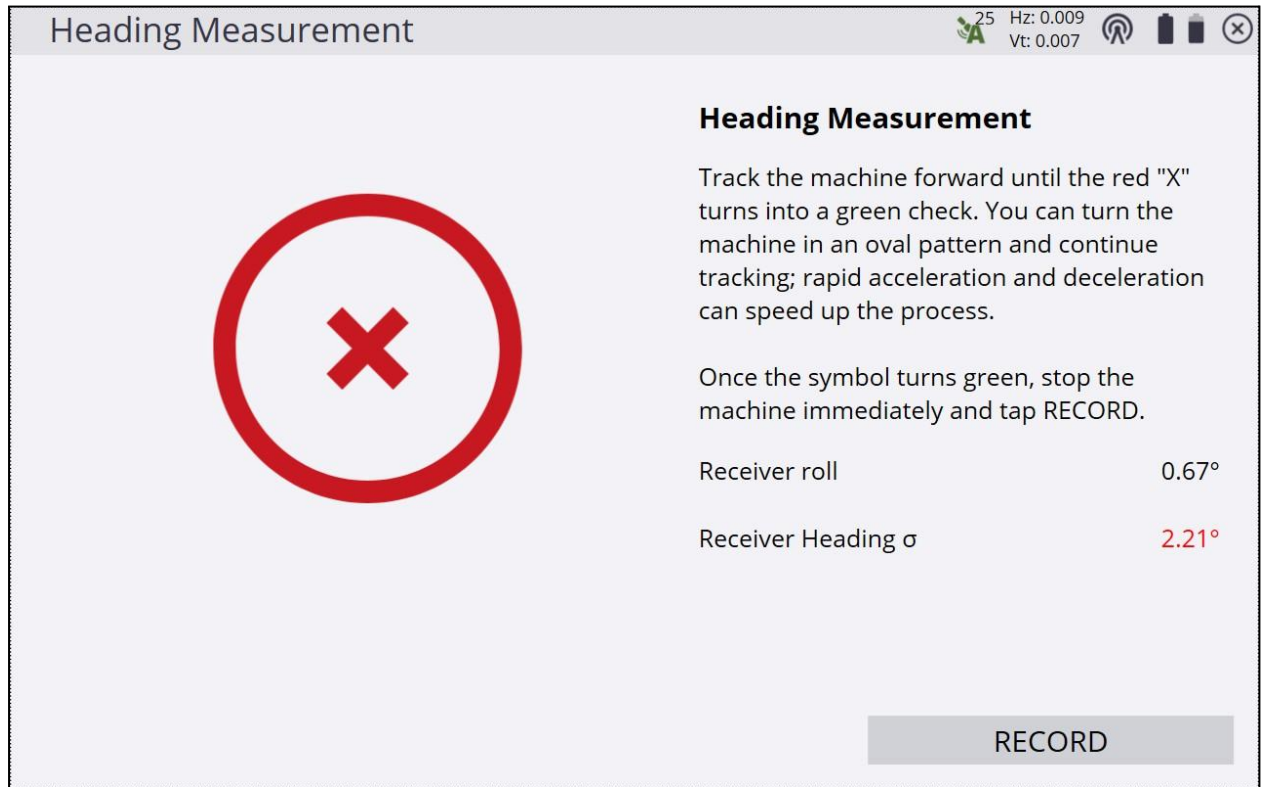 Heading Measurement
25 Hz: 0.009
Vt: 0.007
Heading Measurement
Track the machine forward until the red "X"
turns into a green check. You can turn the
machine in an oval pattern and continue
tracking; rapid acceleration and deceleration
can speed up the process.
Once the symbol turns green, stop the
machine immediately and tap RECORD.
Receiver roll 0.67°
Receiver Heading σ 2.21°
RECORD